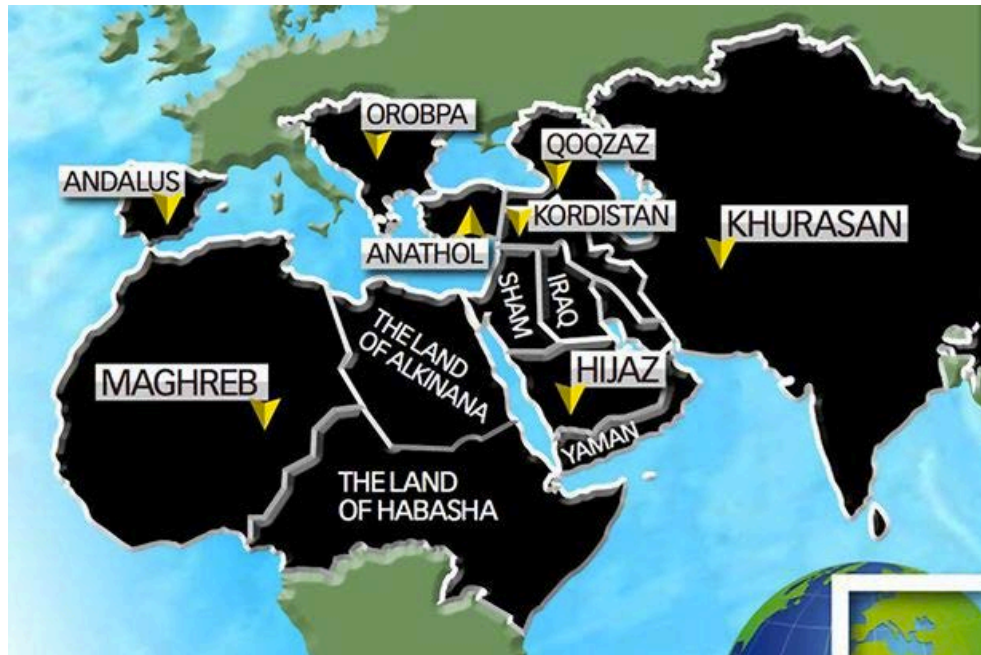 OROBPA
QOQZAZ
ANDALUS
KORDISTAN
KHURASAN
ANATHOL
SHAM
IRAQ
THE LAND
OF ALKINANA
MAGHREB
HIJAZ
YAMAN
THE LAND
OF HABASHA